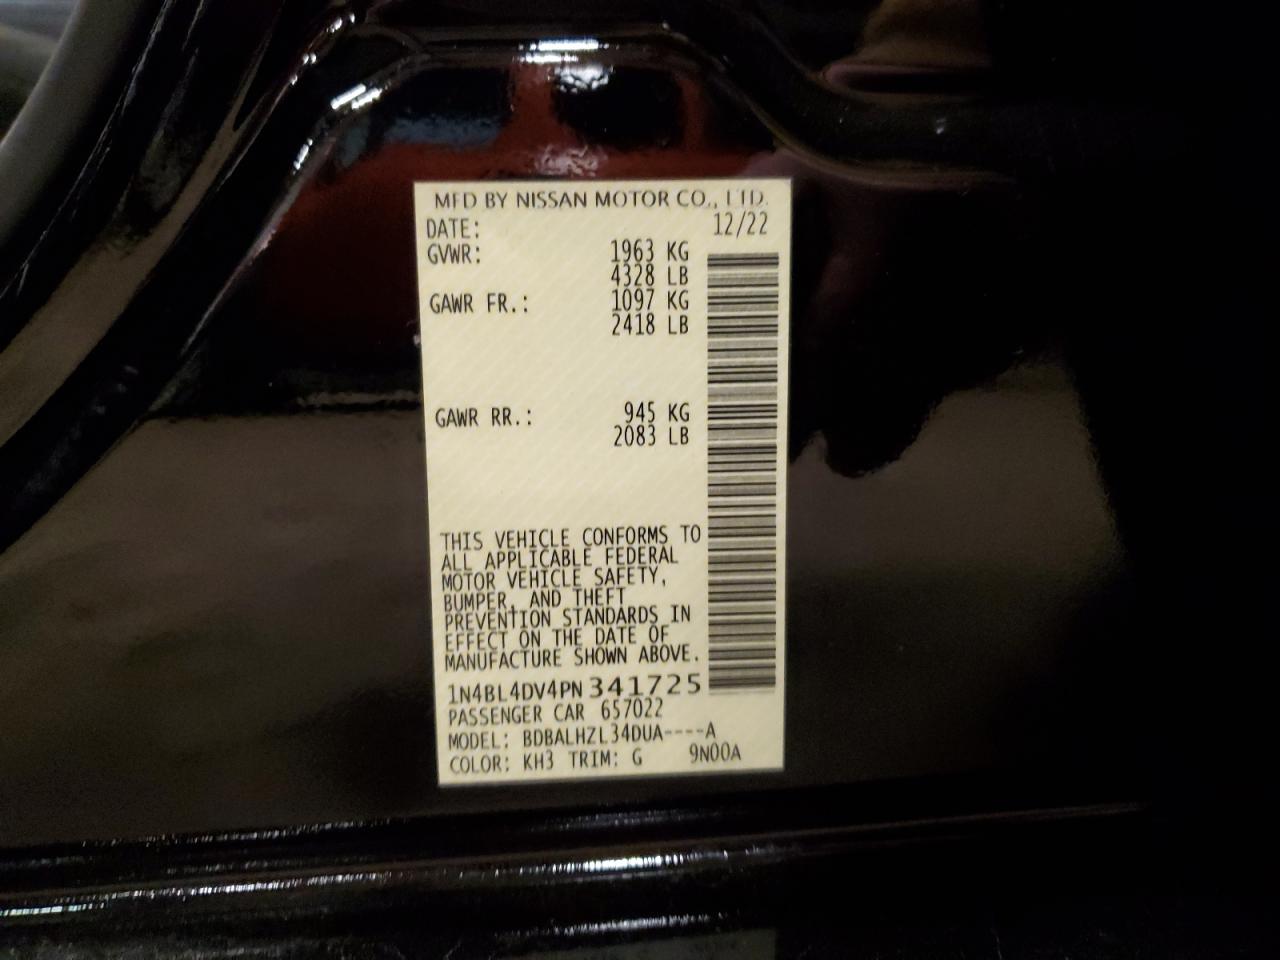 MFD BY NISSAN MOTOR CO., LTD.
DATE: 12/22
GVWR: 1963 KG
4328 LB
GAWR FR.: 1097 KG
2418 LB
GAWR RR.: 945 KG
2083 LB
THIS VEHICLE CONFORMS TO
ALL APPLICABLE FEDERAL
MOTOR VEHICLE SAFETY,
BUMPER, AND THEFT
PREVENTION STANDARDS IN
EFFECT ON THE DATE OF
MANUFACTURE SHOWN ABOVE.
1N4BL4DV4PN341725
PASSENGER CAR 657022
MODEL: BDBALHZL34DUA----A
COLOR: KH3 TRIM: G 9N00A